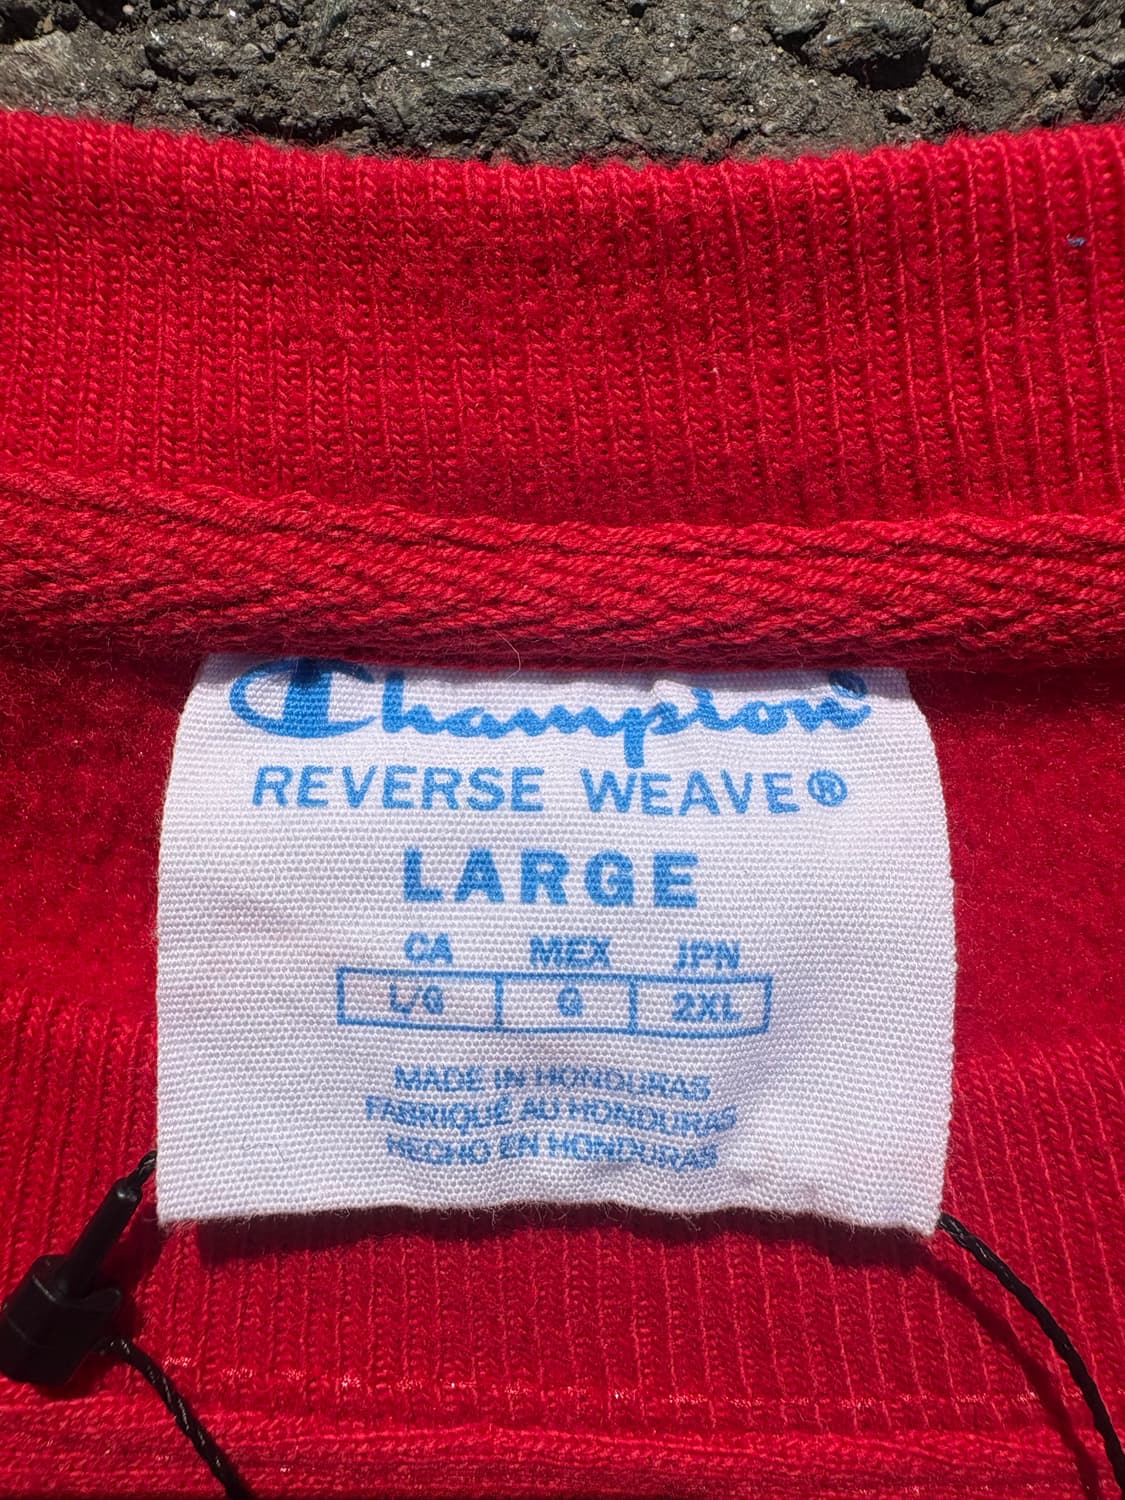 Champion®
REVERSE WEAVE®
LARGE
CA MEX JPN
L/G G 2XL
MADE IN HONDURAS
FABRIQUÉ AU HONDURAS
HECHO EN HONDURAS